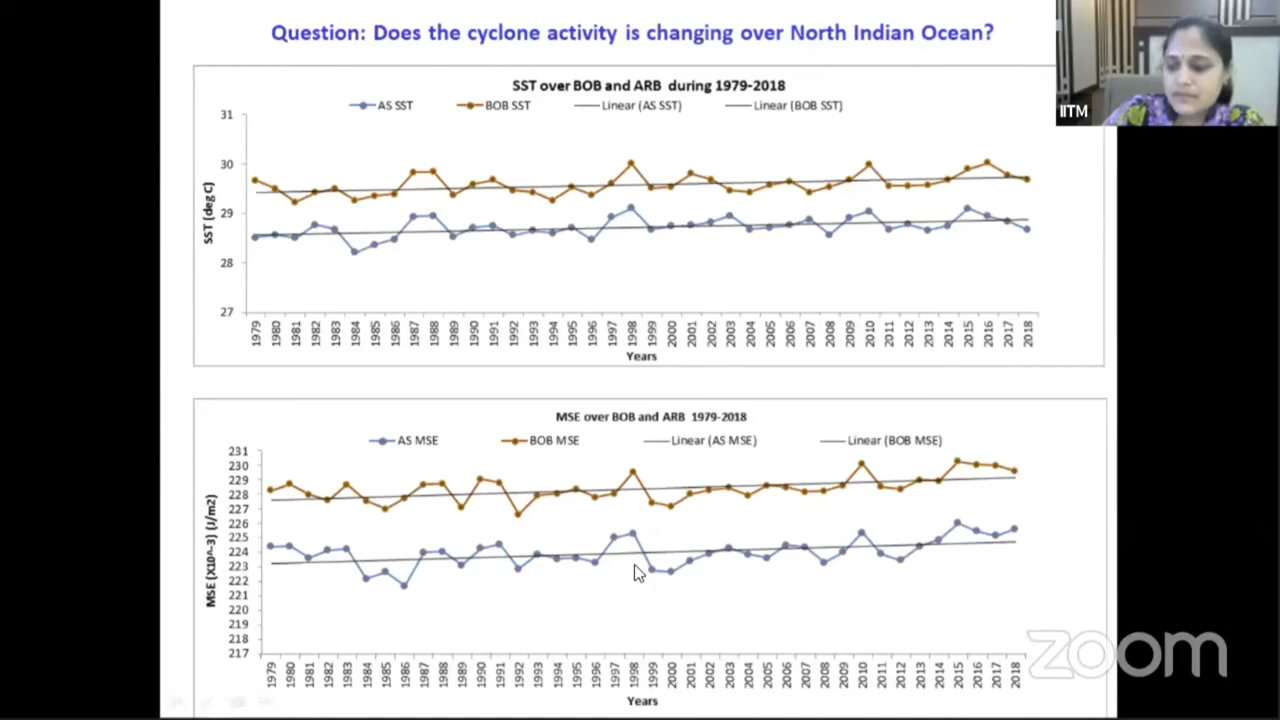 Question: Does the cyclone activity is changing over North Indian Ocean?
IITM
SST over BOB and ARB during 1979-2018
AS SST BOB SST Linear (AS SST) Linear (BOB SST)
31
30
29
28
27
SST (deg C)
1979 1980 1981 1982 1983 1984 1985 1986 1987 1988 1989 1990 1991 1992 1993 1994 1995 1996 1997 1998 1999 2000 2001 2002 2003 2004 2005 2006 2007 2008 2009 2010 2011 2012 2013 2014 2015 2016 2017 2018
Years
MSE over BOB and ARB 1979-2018
AS MSE BOB MSE Linear (AS MSE) Linear (BOB MSE)
231
230
229
228
227
226
225
224
223
222
221
220
219
218
217
MSE (X10^-3) (J/m2)
1979 1980 1981 1982 1983 1984 1985 1986 1987 1988 1989 1990 1991 1992 1993 1994 1995 1996 1997 1998 1999 2000 2001 2002 2003 2004 2005 2006 2007 2008 2009 2010 2011 2012 2013 2014 2015 2016 2017 2018
Years
zoom